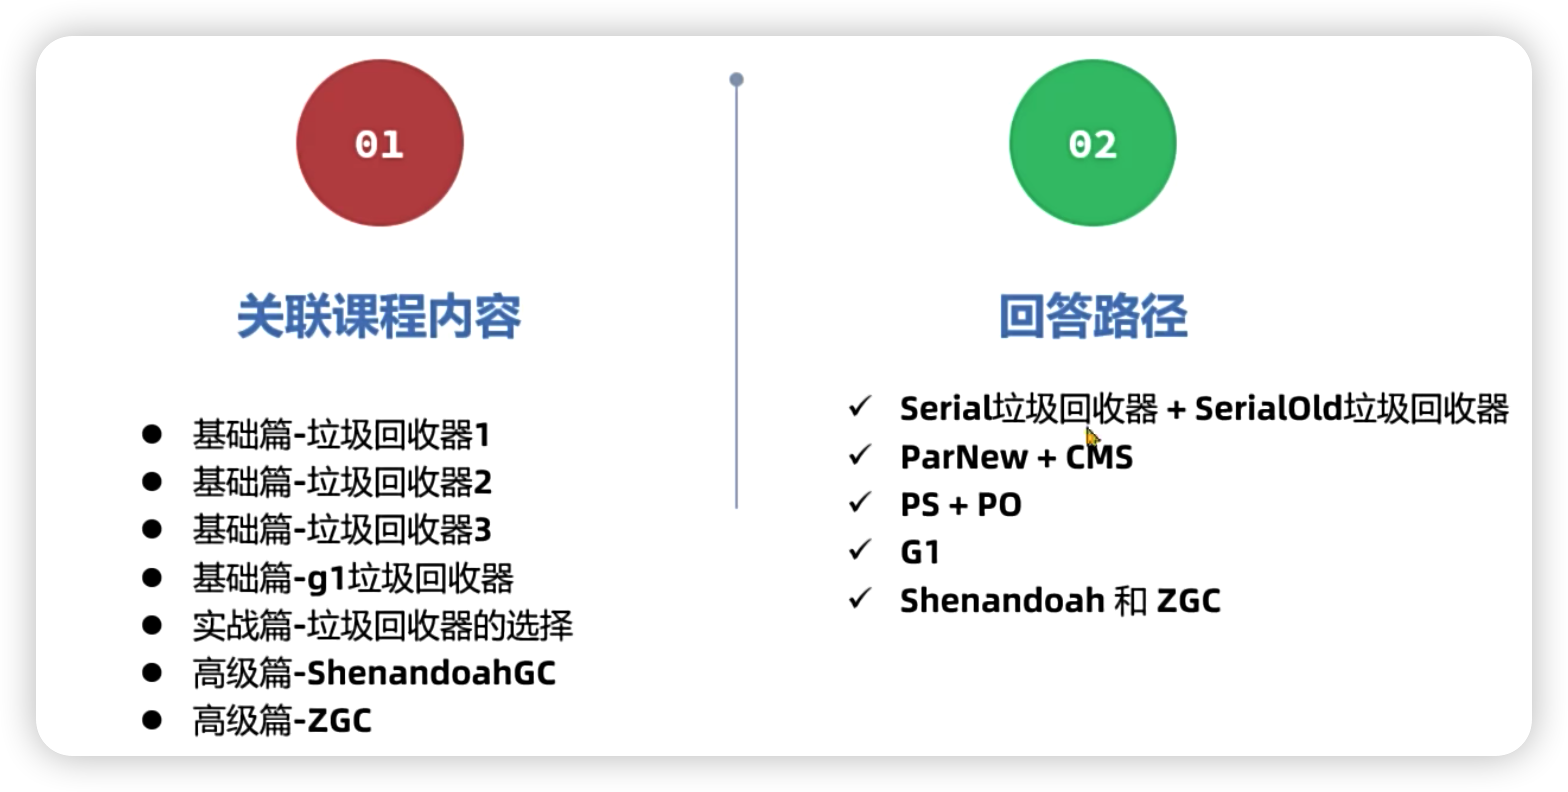 01
关联课程内容
基础篇-垃圾回收器1
基础篇-垃圾回收器2
基础篇-垃圾回收器3
基础篇-g1垃圾回收器
实战篇-垃圾回收器的选择
高级篇-ShenandoahGC
高级篇-ZGC
02
回答路径
Serial垃圾回收器 + SerialOld垃圾回收器
ParNew + CMS
PS + PO
G1
Shenandoah 和 ZGC